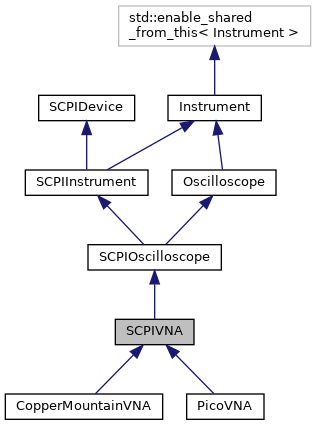 std::enable_shared
_from_this< Instrument >
SCPIDevice
Instrument
SCPIInstrument
Oscilloscope
SCPIOscilloscope
SCPIVNA
CopperMountainVNA
PicoVNA